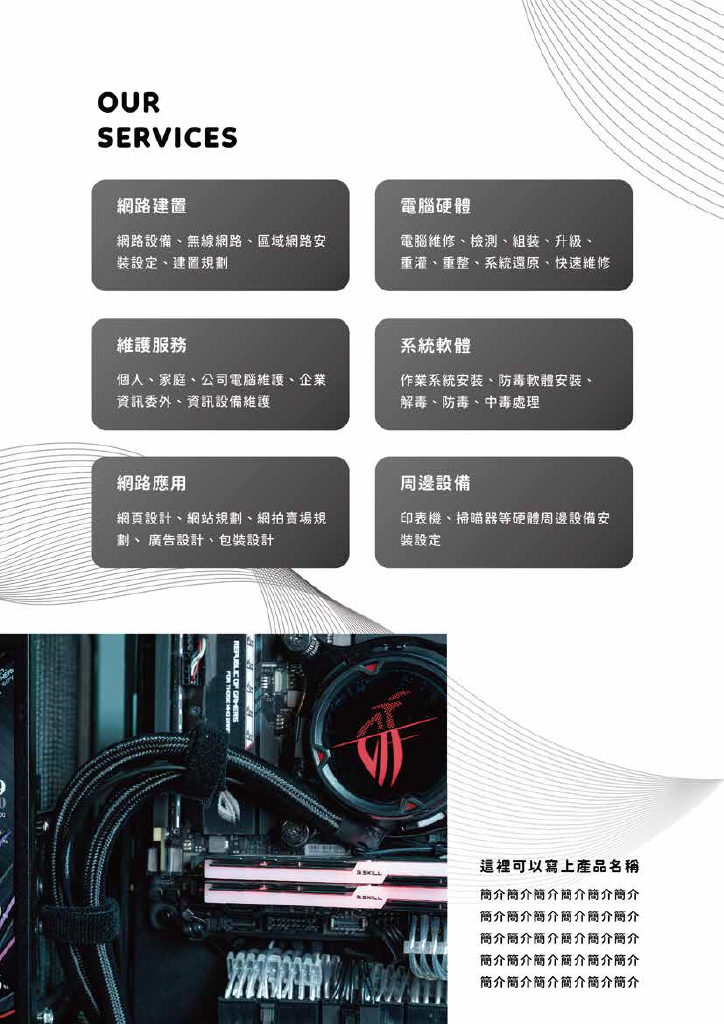 OUR
SERVICES
網路建置
網路設備、無線網路、區域網路安
裝設定、建置規劃
電腦硬體
電腦維修、檢測、組裝、升級、
重灌、重整、系統還原、快速維修
維護服務
個人、家庭、公司電腦維護、企業
資訊委外、資訊設備維護
系統軟體
作業系統安裝、防毒軟體安裝、
解毒、防毒、中毒處理
網路應用
網頁設計、網站規劃、網拍賣場規
劃、 廣告設計、包裝設計
周邊設備
印表機、掃瞄器等硬體周邊設備安
裝設定
REPUBLIC OF GAMERS
FOR THOSE WHO DARE
G.SKILL
G.SKILL
這裡可以寫上產品名稱
簡介簡介簡介簡介簡介簡介
簡介簡介簡介簡介簡介簡介
簡介簡介簡介簡介簡介簡介
簡介簡介簡介簡介簡介簡介
簡介簡介簡介簡介簡介簡介